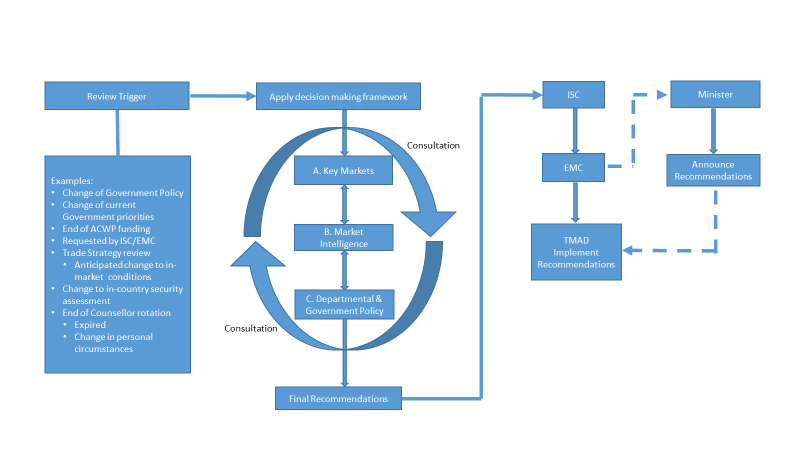 Review Trigger
Examples:
• Change of Government Policy
• Change of current
Government priorities
• End of ACWP funding
• Requested by ISC/EMC
• Trade Strategy review
• Anticipated change to in-
market conditions
• Change to in-country security
assessment
• End of Counsellor rotation
• Expired
• Change in personal
circumstances
Apply decision making framework
Consultation
A. Key Markets
B. Market
Intelligence
C. Departmental &
Government Policy
Consultation
Final Recommendations
ISC
EMC
TMAD
Implement
Recommendations
Minister
Announce
Recommendations